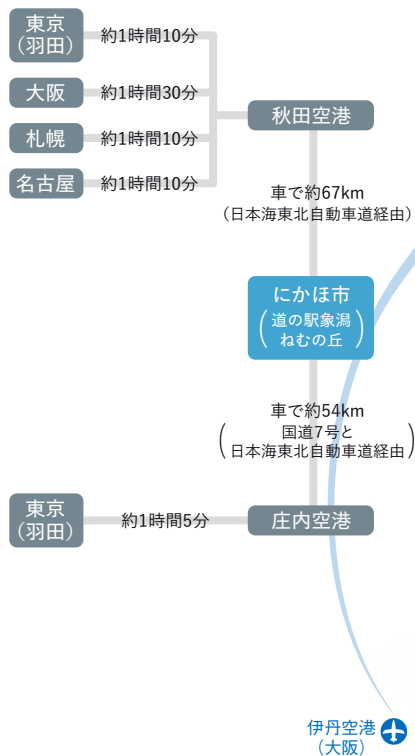 東京
(羽田)
約1時間10分
大阪
約1時間30分
札幌
約1時間10分
名古屋
約1時間10分
秋田空港
車で約67km
(日本海東北自動車道経由)
にかほ市
(道の駅象潟
ねむの丘)
車で約54km
(国道7号と
日本海東北自動車道経由)
東京
(羽田)
約1時間5分
庄内空港
伊丹空港
(大阪)